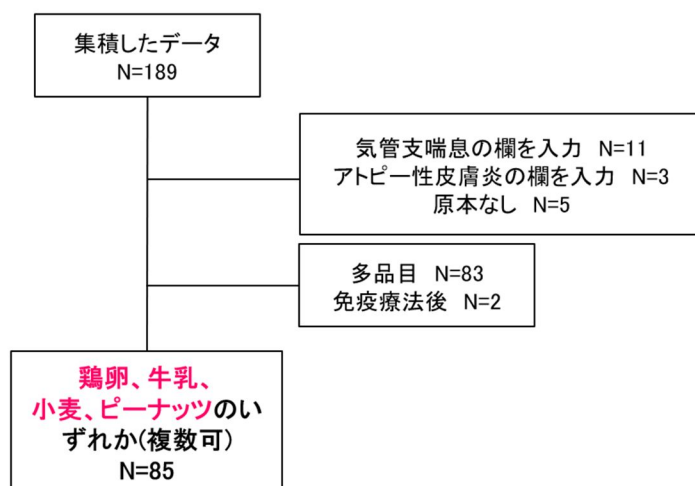 集積したデータ
N=189
気管支喘息の欄を入力 N=11
アトピー性皮膚炎の欄を入力 N=3
原本なし N=5
多品目 N=83
免疫療法後 N=2
鶏卵、牛乳、
小麦、ピーナッツのい
ずれか(複数可)
N=85